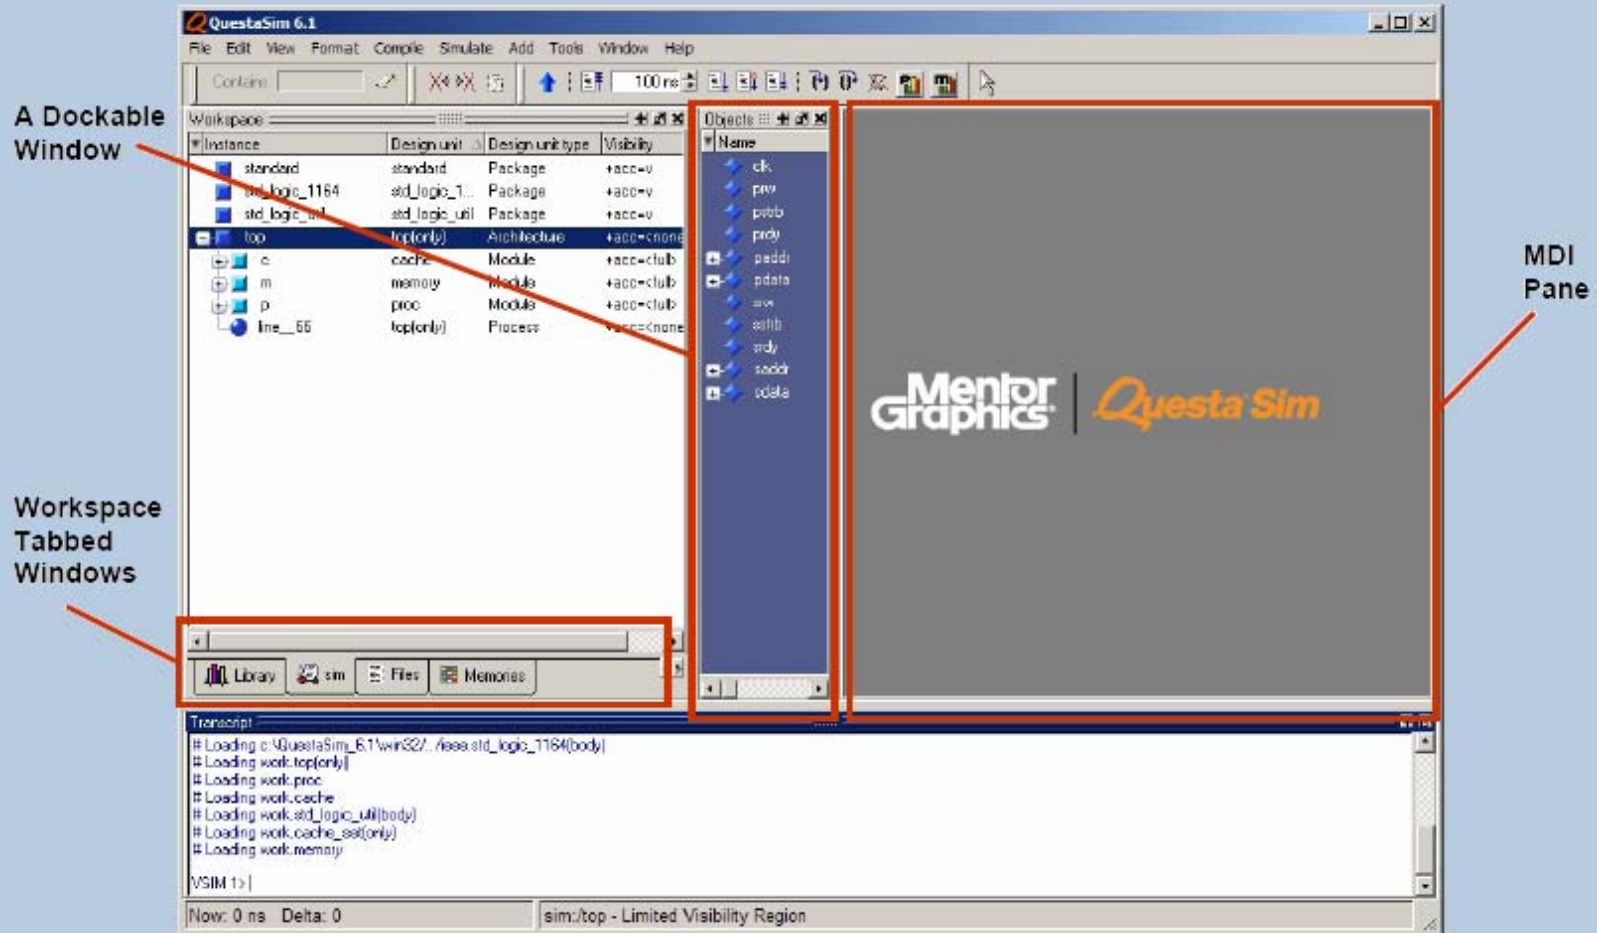 QuestaSim 6.1
File Edit View Format Compile Simulate Add Tools Window Help
Contains
100 ns
A Dockable
Window
Workspace
Instance Design unit Design unit type Visibility
standard standard Package +acc=v
std_logic_1164 std_logic_1... Package +acc=v
std_logic_util std_logic_util Package +acc=v
top top(only) Architecture +acc=<none
c cache Module +acc=<full>
m memory Module +acc=<full>
p proc Module +acc=<full>
line__55 top(only) Process +acc=<none
Objects
Name
clk
prw
pstrb
prdy
paddr
pdata
srw
sstrb
srdy
saddr
sdata
Mentor
Graphics
Questa Sim
MDI
Pane
Workspace
Tabbed
Windows
Library sim Files Memories
Transcript
# Loading c:\QuestaSim_6.1\win32/../ieee.std_logic_1164(body)
# Loading work.top(only)
# Loading work.proc
# Loading work.cache
# Loading work.std_logic_util(body)
# Loading work.cache_set(only)
# Loading work.memory
VSIM 1>
Now: 0 ns Delta: 0
sim:/top - Limited Visibility Region